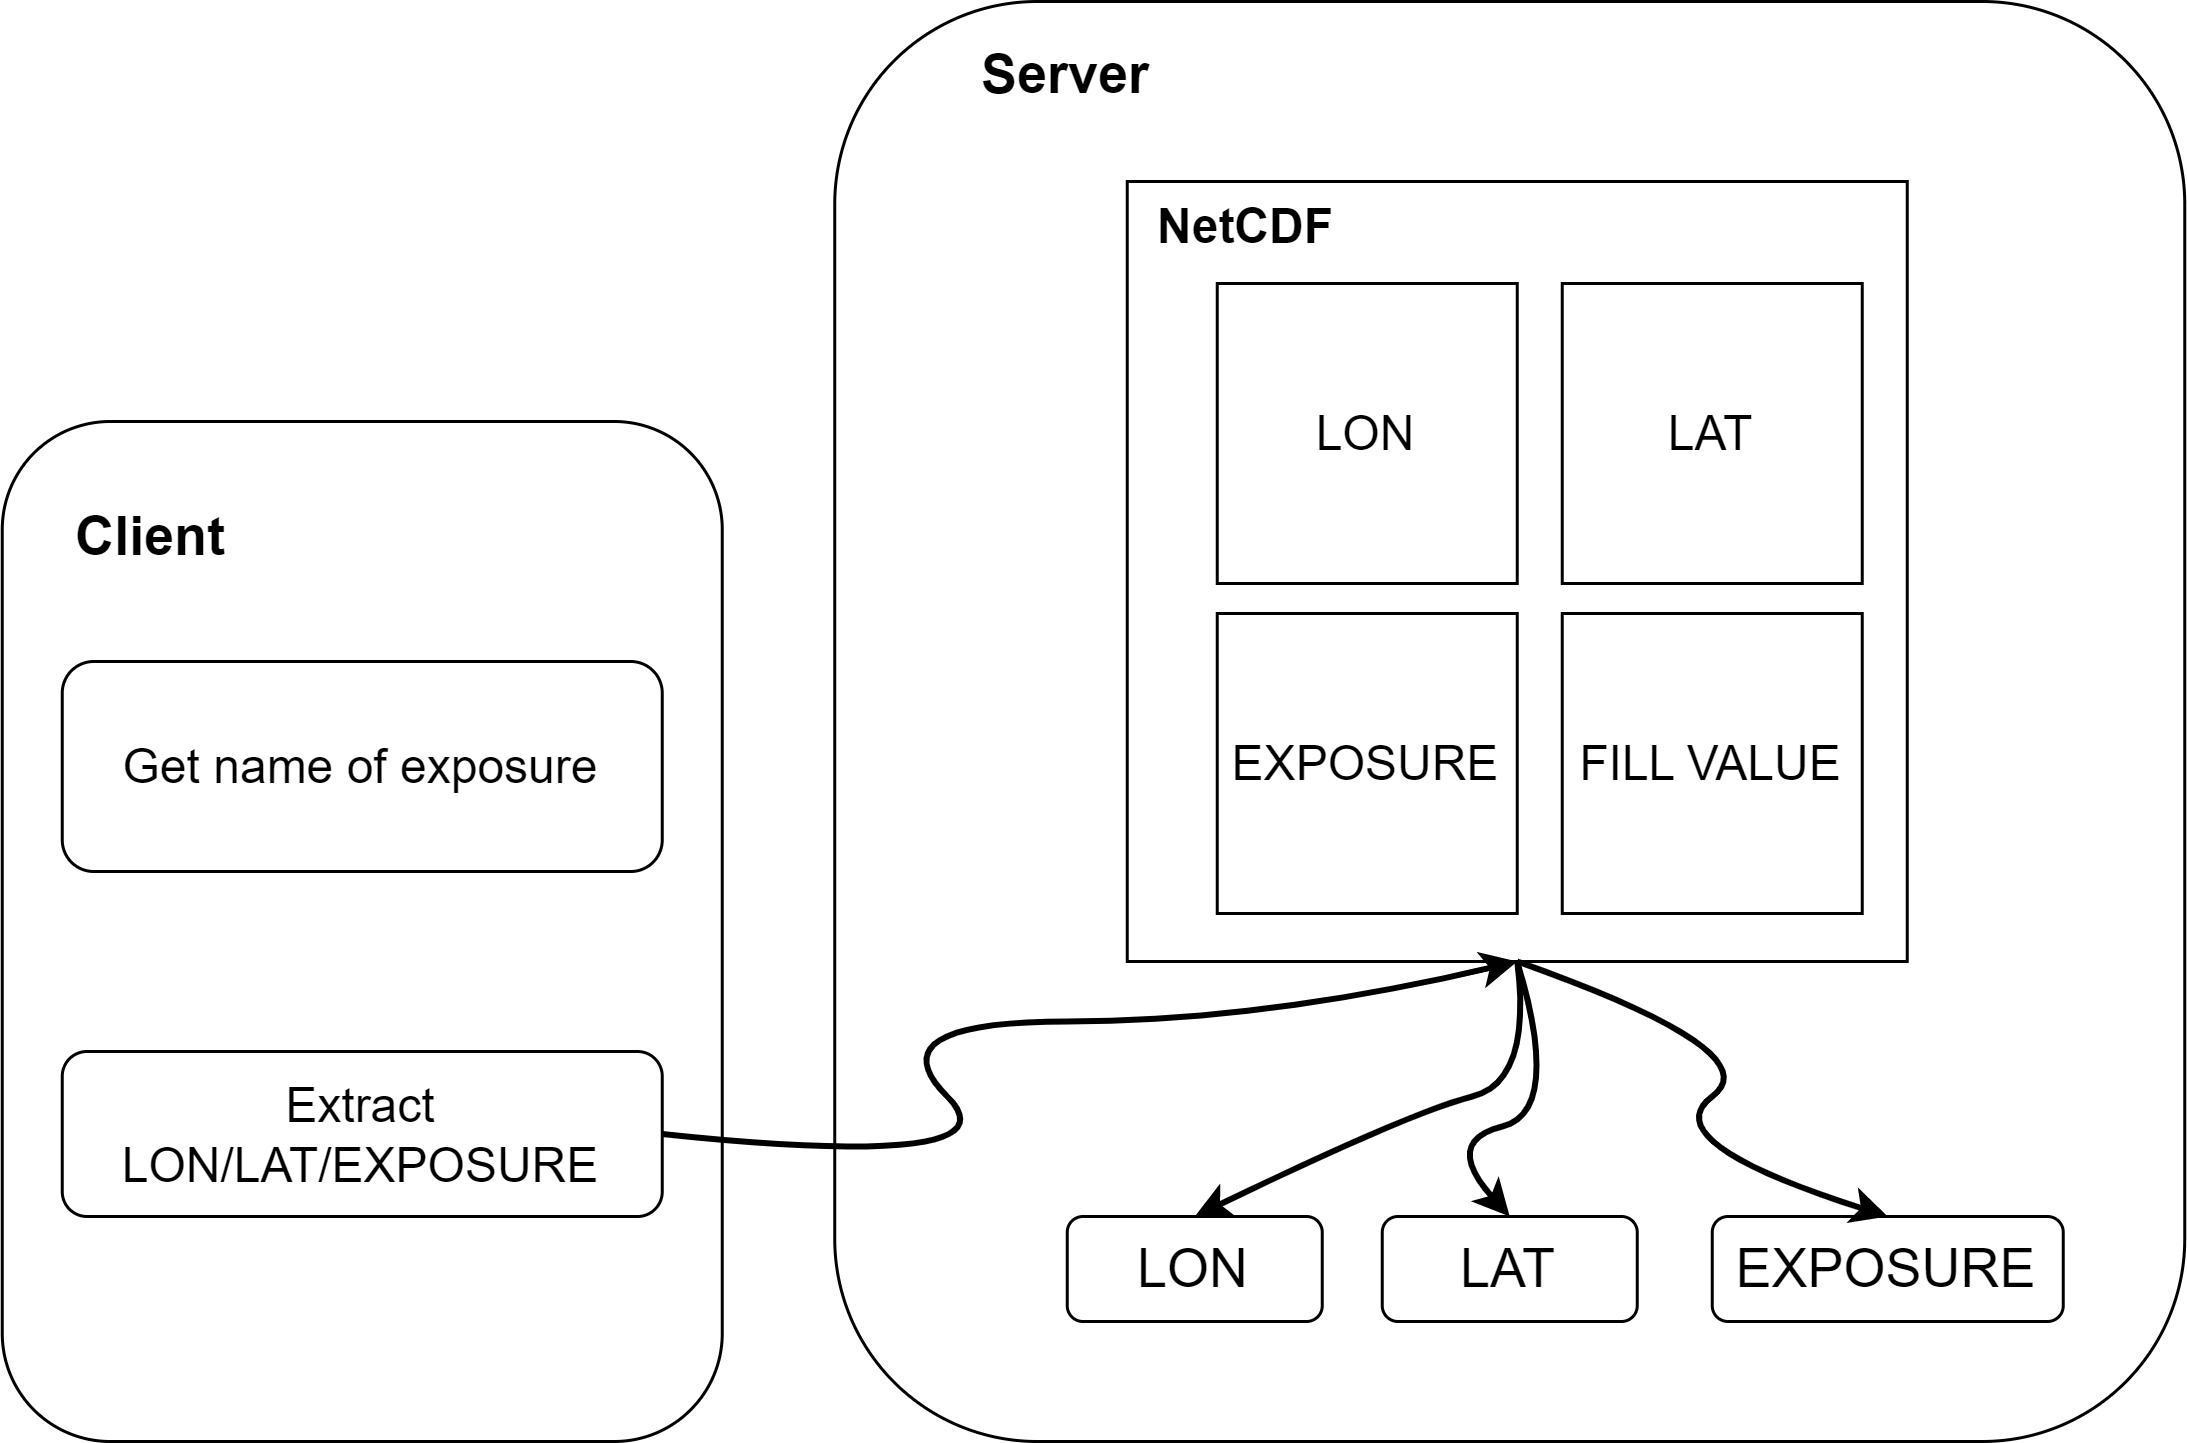 Server
NetCDF
LON
LAT
EXPOSURE
FILL VALUE
Client
Get name of exposure
Extract
LON/LAT/EXPOSURE
LON
LAT
EXPOSURE